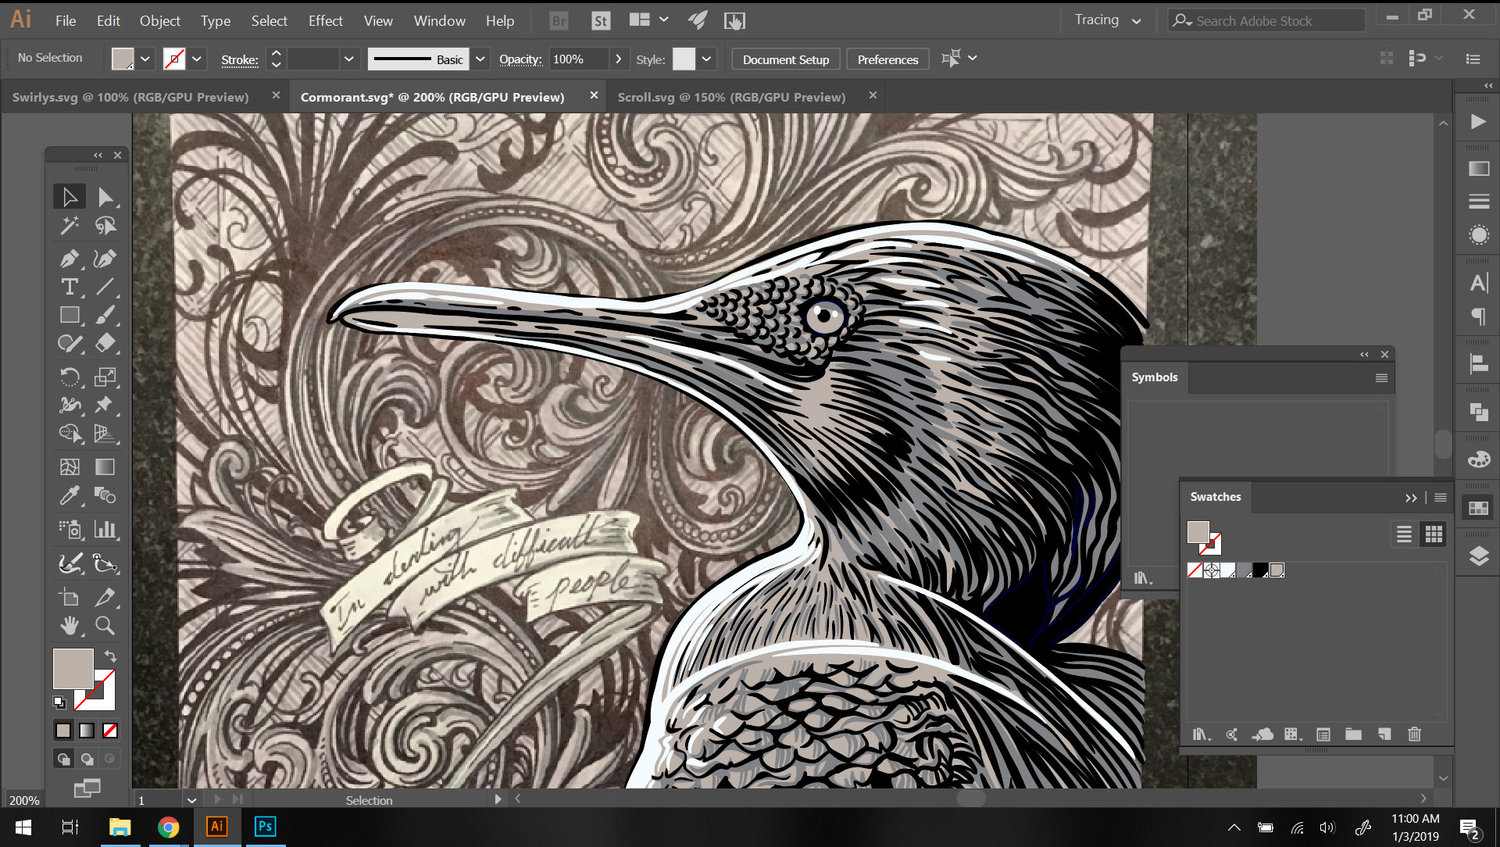 Ai File Edit Object Type Select Effect View Window Help Br St Tracing Search Adobe Stock
No Selection Stroke: Basic Opacity: 100% Style: Document Setup Preferences
Swirlys.svg @ 100% (RGB/GPU Preview) Cormorant.svg* @ 200% (RGB/GPU Preview) Scroll.svg @ 150% (RGB/GPU Preview)
Symbols
Swatches
In dealing
with difficult
people
200% 1 Selection
Ai Ps 11:00 AM
1/3/2019
2